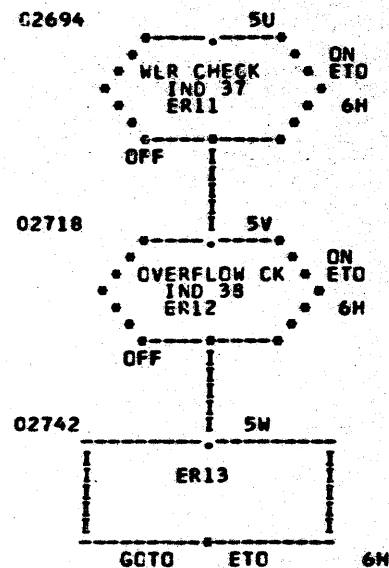 02694 5U
ON
WLR CHECK ETO
IND 37
ER11 6H
OFF
02718 5V
ON
OVERFLOW CK ETO
IND 38
ER12 6H
OFF
02742 5W
ER13
GOTO ETO 6H